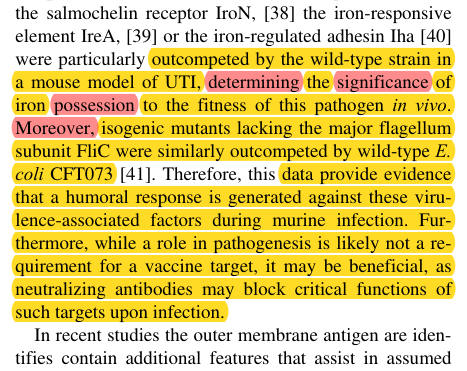 the salmochelin receptor IroN, [38] the iron-responsive
element IreA, [39] or the iron-regulated adhesin Iha [40]
were particularly outcompeted by the wild-type strain in
a mouse model of UTI, determining the significance of
iron possession to the fitness of this pathogen in vivo.
Moreover, isogenic mutants lacking the major flagellum
subunit FliC were similarly outcompeted by wild-type E.
coli CFT073 [41]. Therefore, this data provide evidence
that a humoral response is generated against these viru-
lence-associated factors during murine infection. Fur-
thermore, while a role in pathogenesis is likely not a re-
quirement for a vaccine target, it may be beneficial, as
neutralizing antibodies may block critical functions of
such targets upon infection.
In recent studies the outer membrane antigen are iden-
tifies contain additional features that assist in assumed